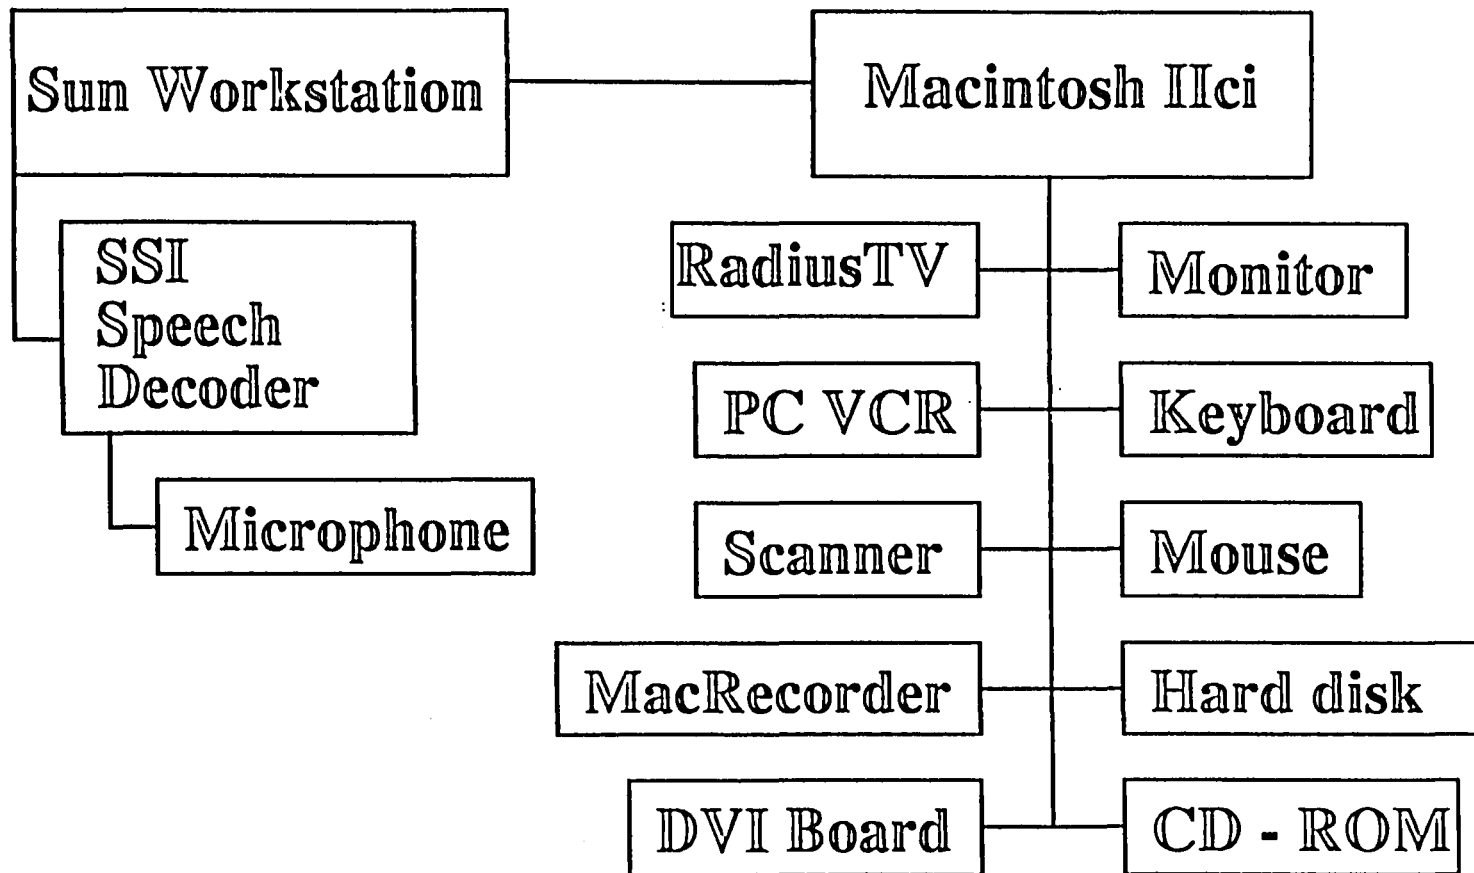 Sun Workstation
Macintosh IIci
SSI
Speech
Decoder
Microphone
RadiusTV
Monitor
PC VCR
Keyboard
Scanner
Mouse
MacRecorder
Hard disk
DVI Board
CD - ROM